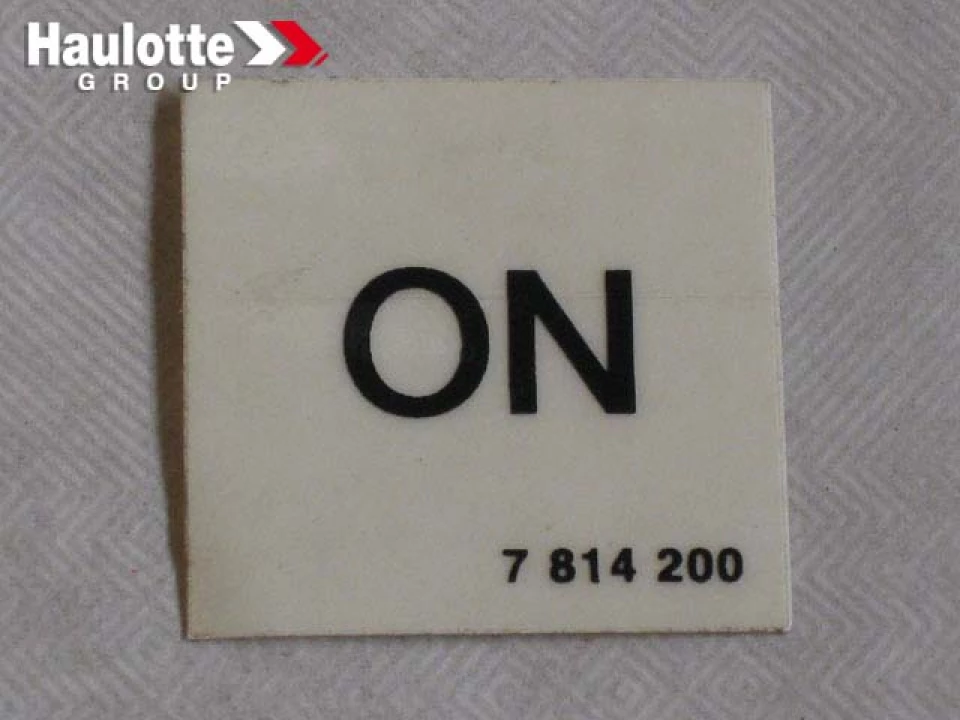 Haulotte
GROUP
ON
7 814 200